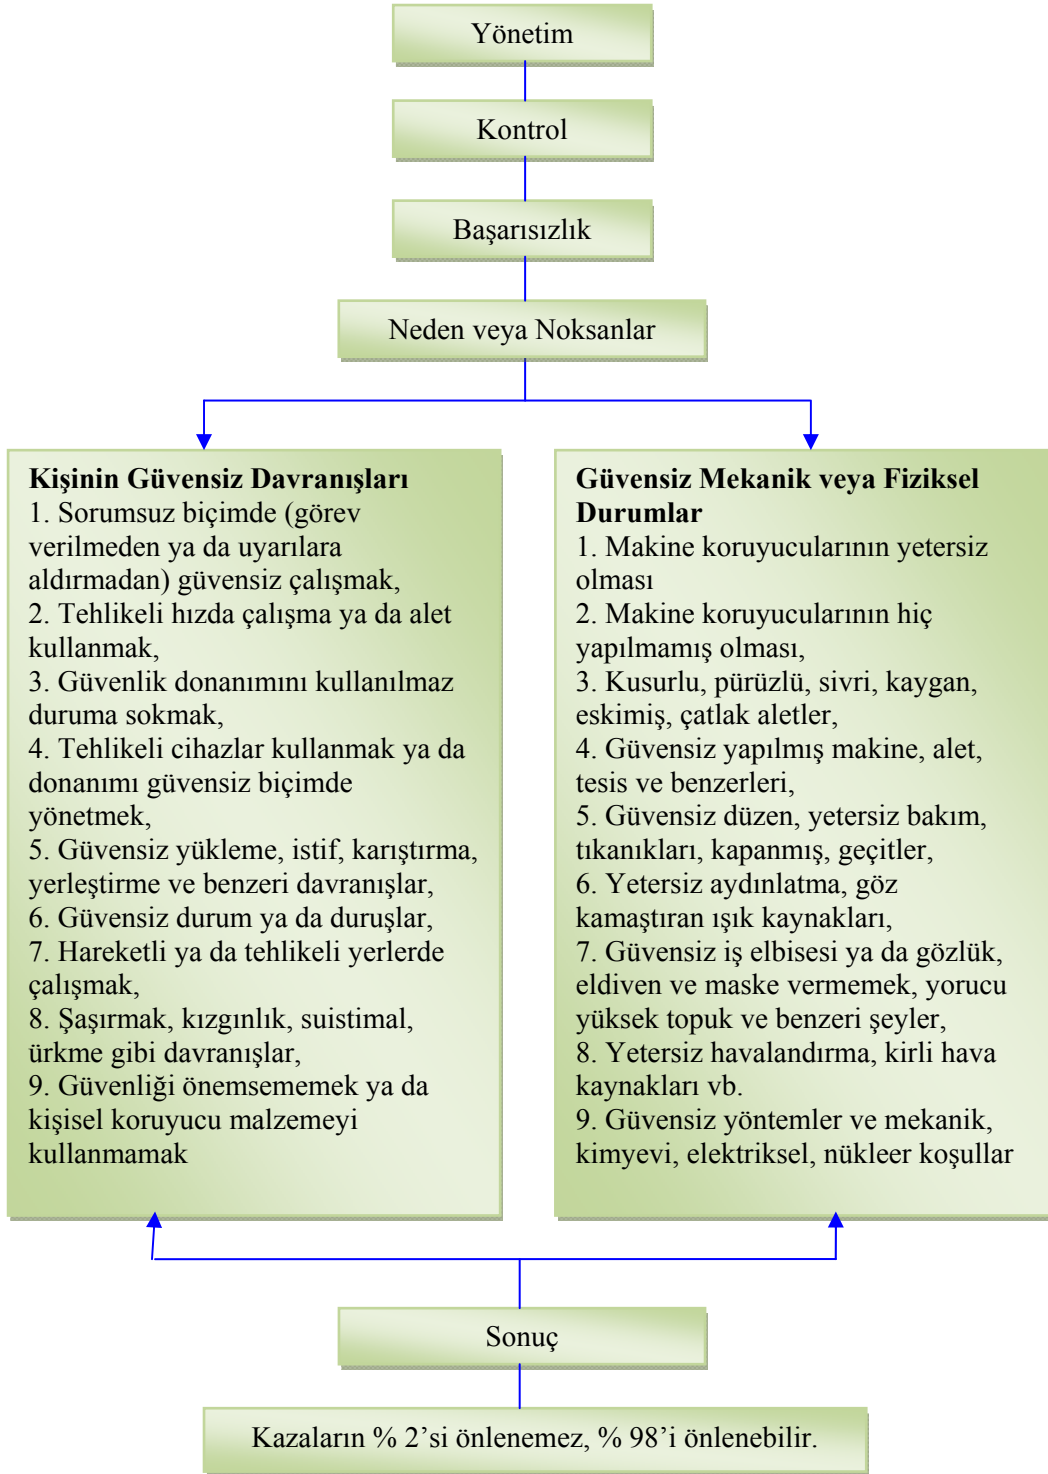 Yönetim
Kontrol
Başarısızlık
Neden veya Noksanlar
Kişinin Güvensiz Davranışları
1. Sorumsuz biçimde (görev
verilmeden ya da uyarılara
aldırmadan) güvensiz çalışmak,
2. Tehlikeli hızda çalışma ya da alet
kullanmak,
3. Güvenlik donanımını kullanılmaz
duruma sokmak,
4. Tehlikeli cihazlar kullanmak ya da
donanımı güvensiz biçimde
yönetmek,
5. Güvensiz yükleme, istif, karıştırma,
yerleştirme ve benzeri davranışlar,
6. Güvensiz durum ya da duruşlar,
7. Hareketli ya da tehlikeli yerlerde
çalışmak,
8. Şaşırmak, kızgınlık, suistimal,
ürkme gibi davranışlar,
9. Güvenliği önemsememek ya da
kişisel koruyucu malzemeyi
kullanmamak
Güvensiz Mekanik veya Fiziksel
Durumlar
1. Makine koruyucularının yetersiz
olması
2. Makine koruyucularının hiç
yapılmamış olması,
3. Kusurlu, pürüzlü, sivri, kaygan,
eskimiş, çatlak aletler,
4. Güvensiz yapılmış makine, alet,
tesis ve benzerleri,
5. Güvensiz düzen, yetersiz bakım,
tıkanıkları, kapanmış, geçitler,
6. Yetersiz aydınlatma, göz
kamaştıran ışık kaynakları,
7. Güvensiz iş elbisesi ya da gözlük,
eldiven ve maske vermemek, yorucu
yüksek topuk ve benzeri şeyler,
8. Yetersiz havalandırma, kirli hava
kaynakları vb.
9. Güvensiz yöntemler ve mekanik,
kimyevi, elektriksel, nükleer koşullar
Sonuç
Kazaların % 2’si önlenemez, % 98’i önlenebilir.